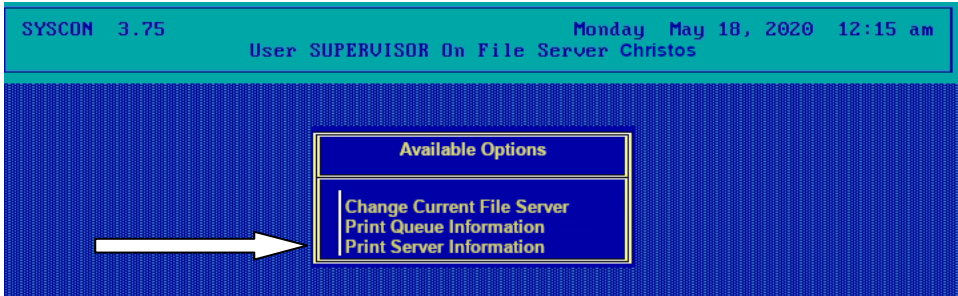 SYSCON 3.75 Monday May 18, 2020 12:15 am
User SUPERVISOR On File Server Christos
Available Options
Change Current File Server
Print Queue Information
Print Server Information